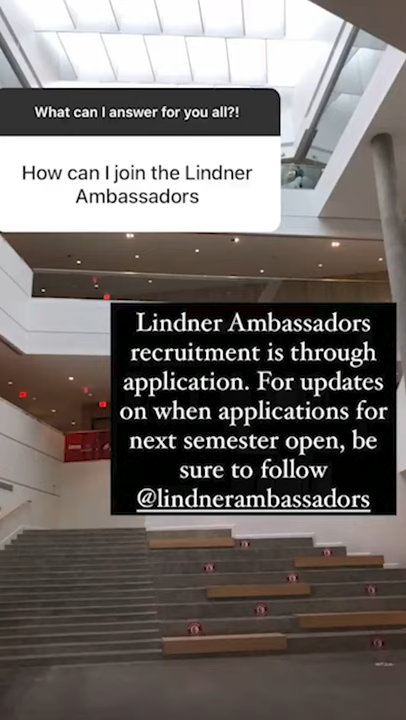 What can I answer for you all?!
How can I join the Lindner
Ambassadors
Lindner Ambassadors
recruitment is through
application. For updates
on when applications for
next semester open, be
sure to follow
@lindnerambassadors